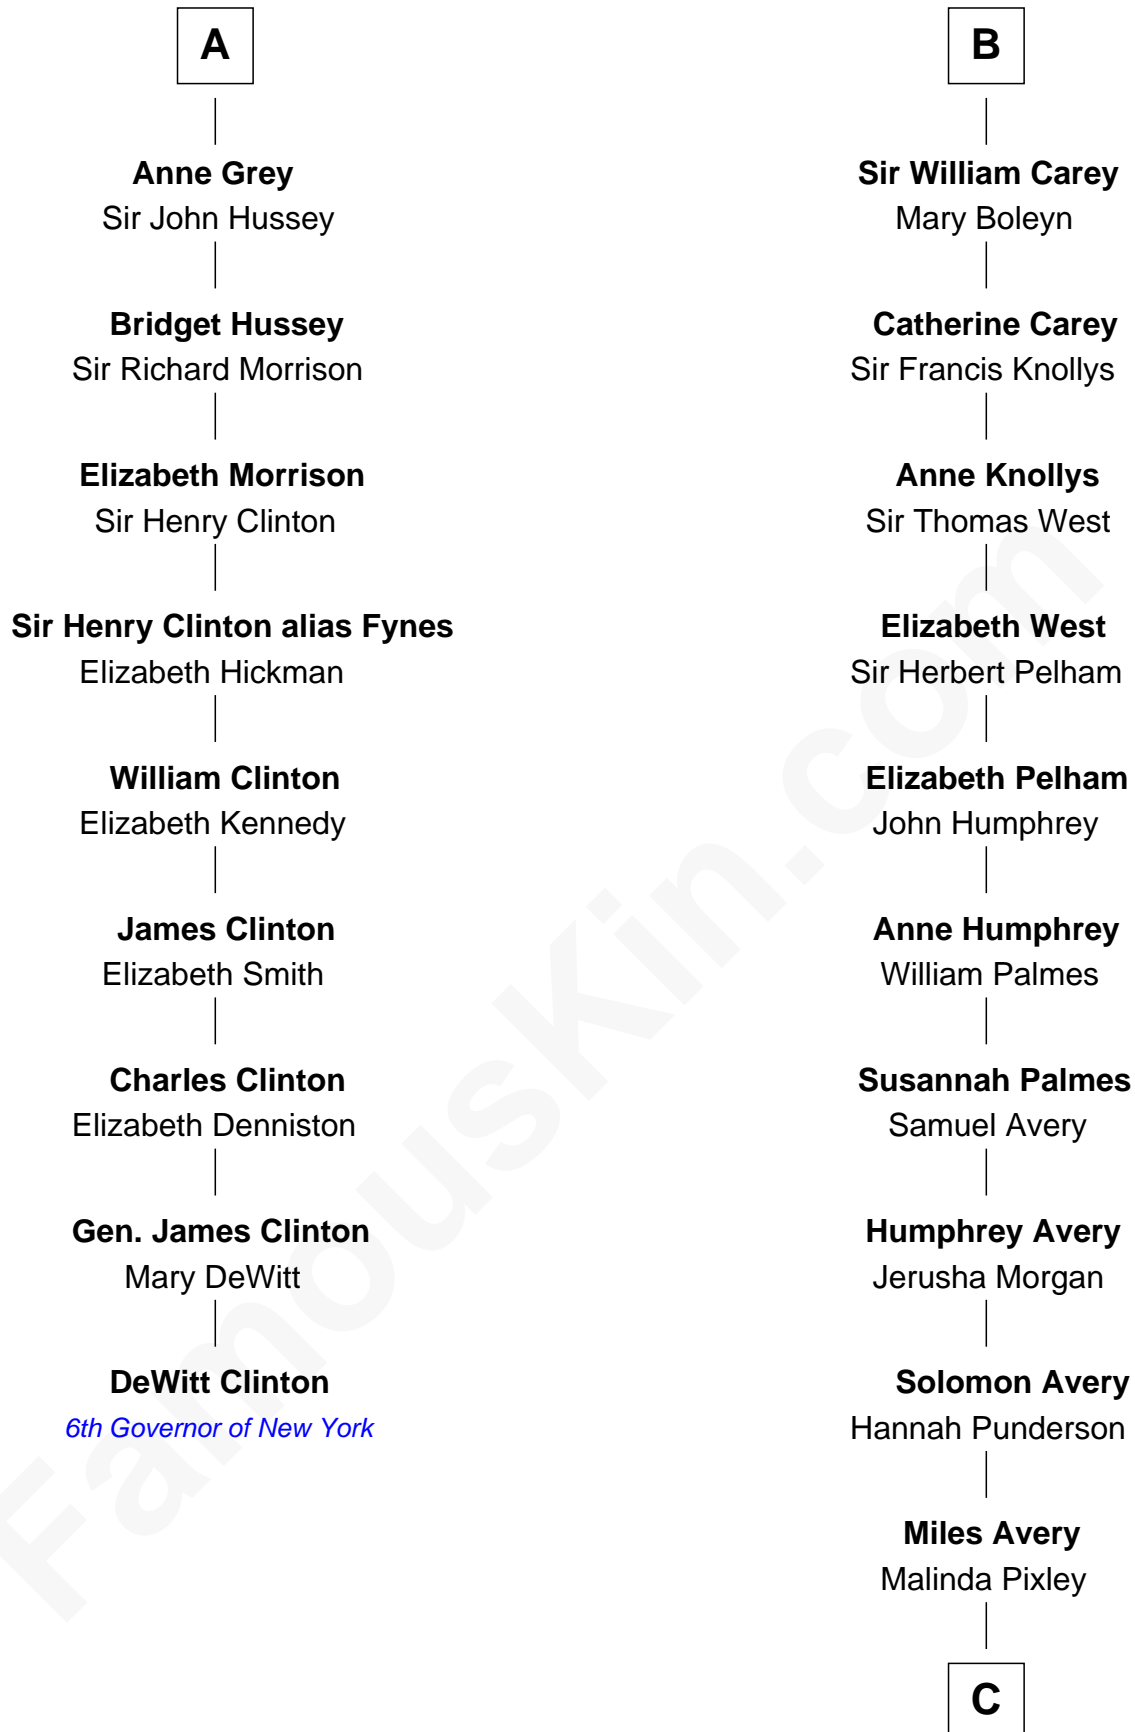 A
Anne Grey
Sir John Hussey
Bridget Hussey
Sir Richard Morrison
Elizabeth Morrison
Sir Henry Clinton
Sir Henry Clinton alias Fynes
Elizabeth Hickman
William Clinton
Elizabeth Kennedy
James Clinton
Elizabeth Smith
Charles Clinton
Elizabeth Denniston
Gen. James Clinton
Mary DeWitt
DeWitt Clinton
6th Governor of New York
B
Sir William Carey
Mary Boleyn
Catherine Carey
Sir Francis Knollys
Anne Knollys
Sir Thomas West
Elizabeth West
Sir Herbert Pelham
Elizabeth Pelham
John Humphrey
Anne Humphrey
William Palmes
Susannah Palmes
Samuel Avery
Humphrey Avery
Jerusha Morgan
Solomon Avery
Hannah Punderson
Miles Avery
Malinda Pixley
C
FamousKin.com